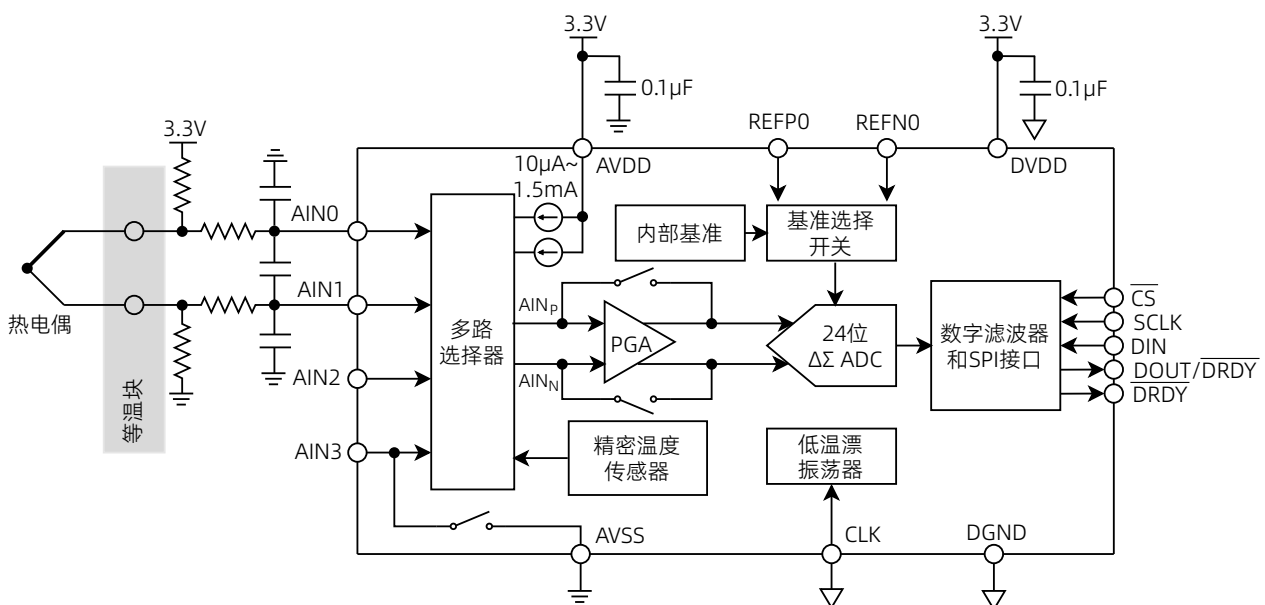 3.3V
3.3V
0.1μF
0.1μF
3.3V
REFP0
REFN0
AVDD
DVDD
10μA~
1.5mA
AIN0
内部基准
基准选择
开关
AIN1
热电偶
等温块
多路
选择器
AINP
PGA
AINN
24位
ΔΣ ADC
数字滤波器
和SPI接口
CS
SCLK
DIN
DOUT/DRDY
DRDY
AIN2
AIN3
精密温度
传感器
低温漂
振荡器
AVSS
CLK
DGND